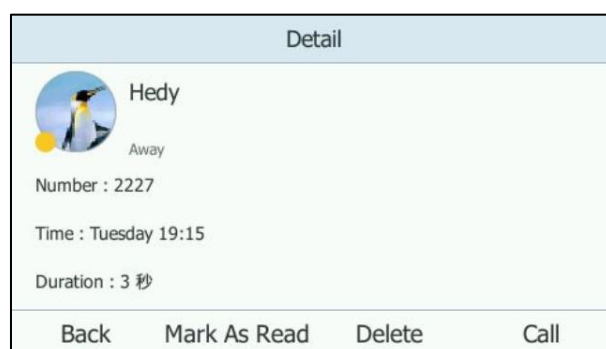 Detail
Hedy
Away
Number : 2227
Time : Tuesday 19:15
Duration : 3 秒
Back Mark As Read Delete Call